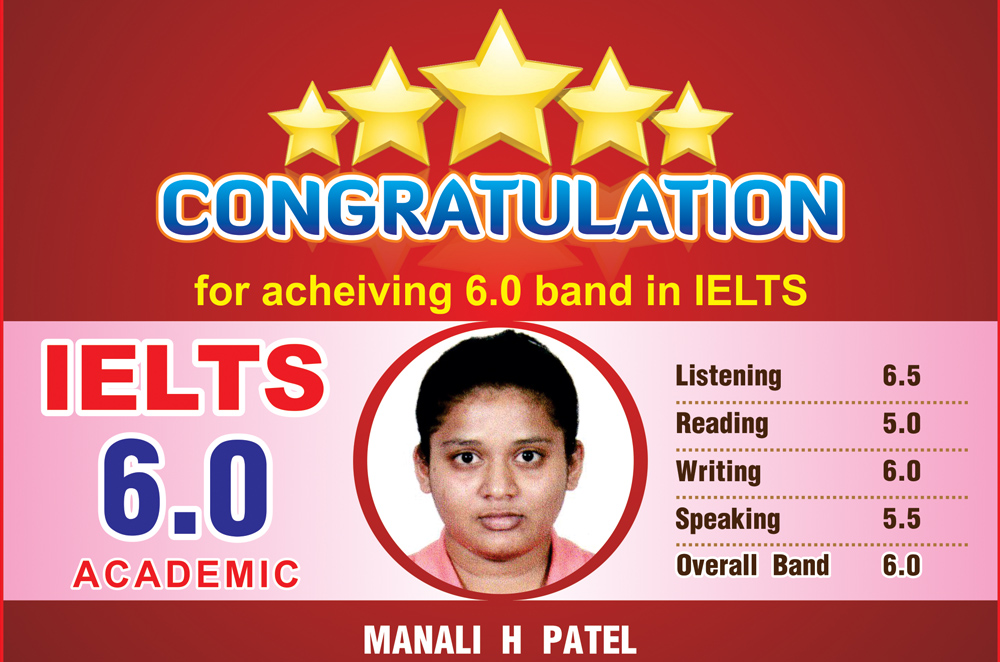 CONGRATULATION
for acheiving 6.0 band in IELTS
IELTS
6.0
ACADEMIC
Listening 6.5
Reading 5.0
Writing 6.0
Speaking 5.5
Overall Band 6.0
MANALI H PATEL